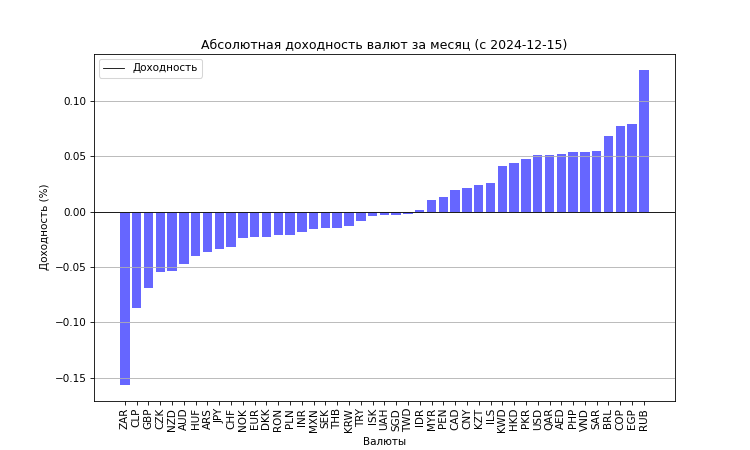 Абсолютная доходность валют за месяц (с 2024-12-15)
Доходность
Доходность (%)
0.10
0.05
0.00
−0.05
−0.10
−0.15
ZAR CLP GBP CZK NZD AUD HUF ARS JPY CHF NOK EUR DKK RON PLN INR MXN SEK THB KRW TRY ISK UAH SGD TWD IDR MYR PEN CAD CNY KZT ILS KWD HKD PKR USD QAR AED PHP VND SAR BRL COP EGP RUB
Валюты